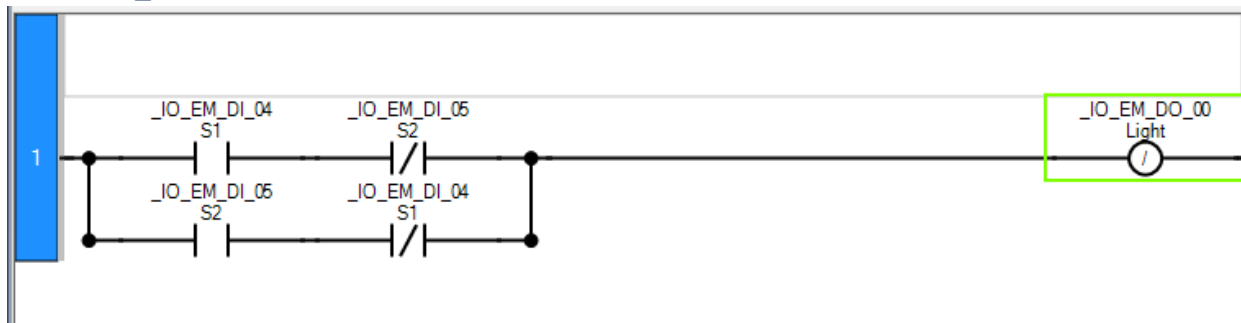 _IO_EM_DI_04 _IO_EM_DI_05 _IO_EM_DO_00
S1 S2 Light
1
_IO_EM_DI_05 _IO_EM_DI_04
S2 S1